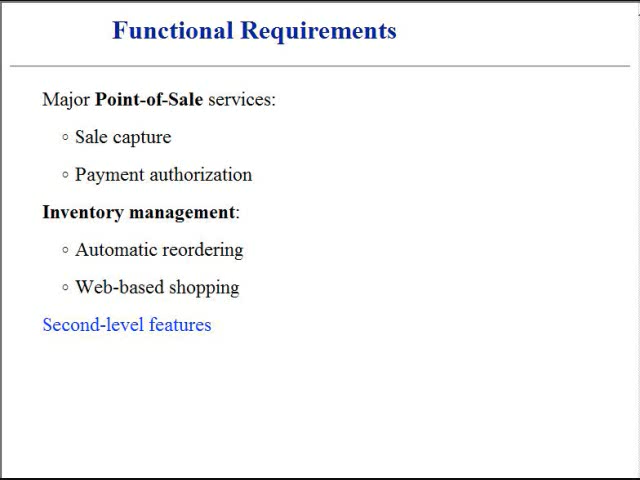 Functional Requirements
Major Point-of-Sale services:
Sale capture
Payment authorization
Inventory management:
Automatic reordering
Web-based shopping
Second-level features